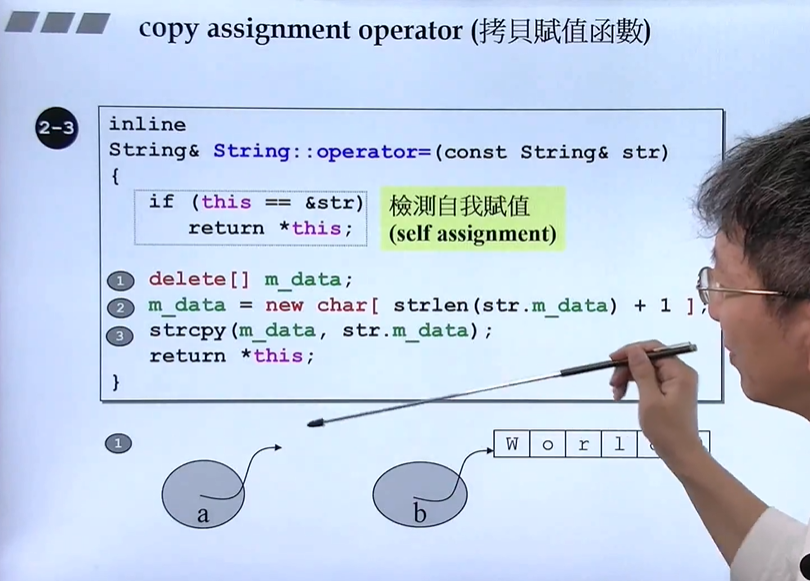 copy assignment operator (拷貝賦值函數)
2-3
inline
String& String::operator=(const String& str)
{
if (this == &str)
return *this;
檢測自我賦值
(self assignment)
1 delete[] m_data;
2 m_data = new char[ strlen(str.m_data) + 1 ];
3 strcpy(m_data, str.m_data);
return *this;
}
1
W o r l
a
b